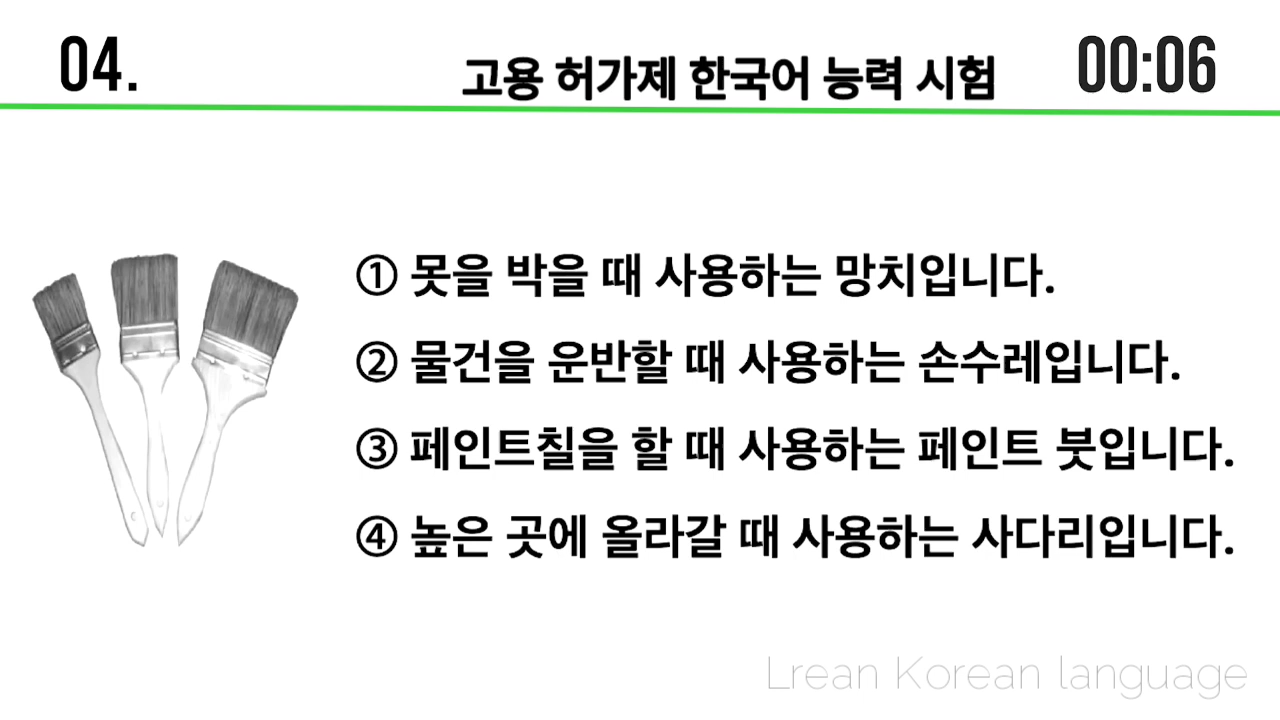 04.
고용 허가제 한국어 능력 시험
00:06
① 못을 박을 때 사용하는 망치입니다.
② 물건을 운반할 때 사용하는 손수레입니다.
③ 페인트칠을 할 때 사용하는 페인트 붓입니다.
④ 높은 곳에 올라갈 때 사용하는 사다리입니다.
Lrean Korean language